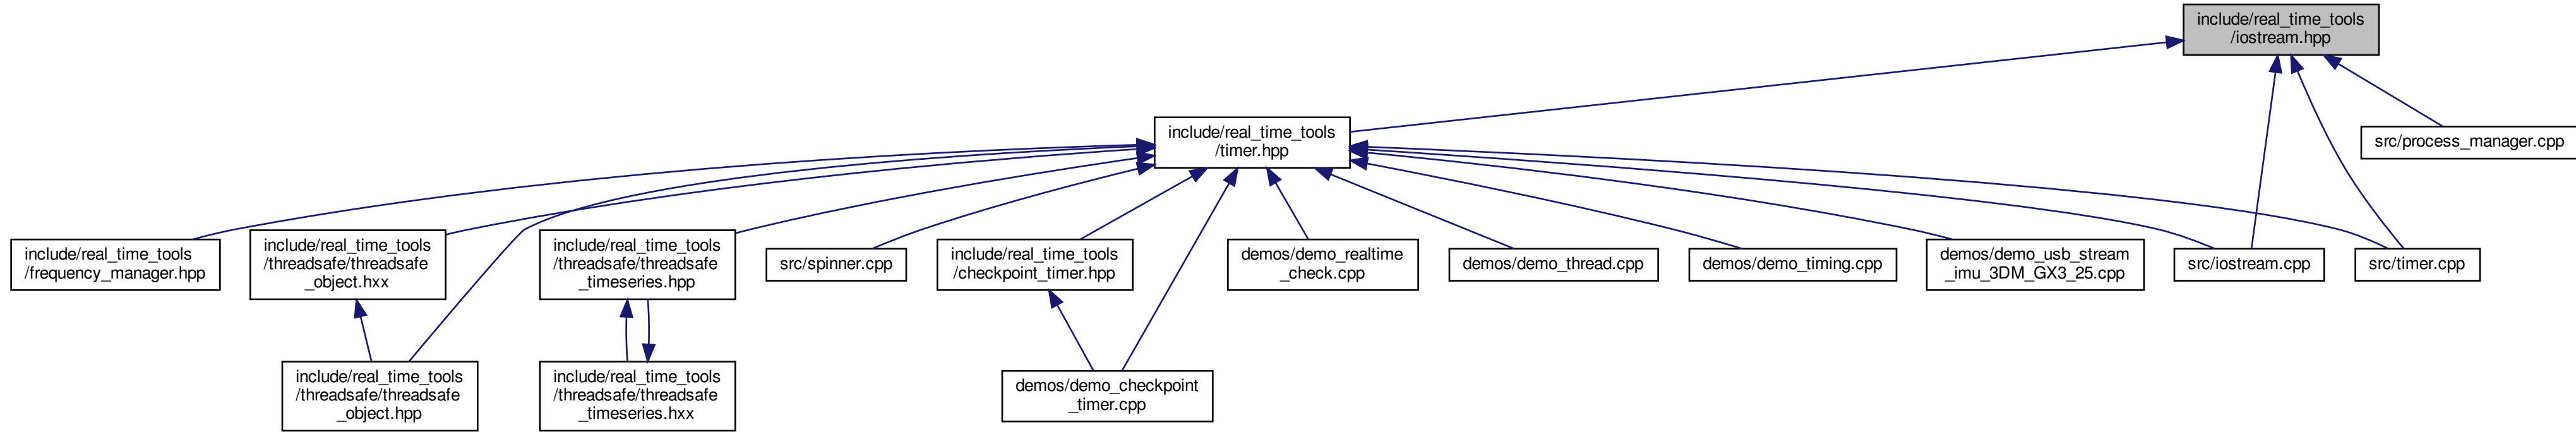 include/real_time_tools
/iostream.hpp
include/real_time_tools
/timer.hpp
src/process_manager.cpp
include/real_time_tools
/frequency_manager.hpp
include/real_time_tools
/threadsafe/threadsafe
_object.hxx
include/real_time_tools
/threadsafe/threadsafe
_timeseries.hpp
src/spinner.cpp
include/real_time_tools
/checkpoint_timer.hpp
demos/demo_realtime
_check.cpp
demos/demo_thread.cpp
demos/demo_timing.cpp
demos/demo_usb_stream
_imu_3DM_GX3_25.cpp
src/iostream.cpp
src/timer.cpp
include/real_time_tools
/threadsafe/threadsafe
_object.hpp
include/real_time_tools
/threadsafe/threadsafe
_timeseries.hxx
demos/demo_checkpoint
_timer.cpp